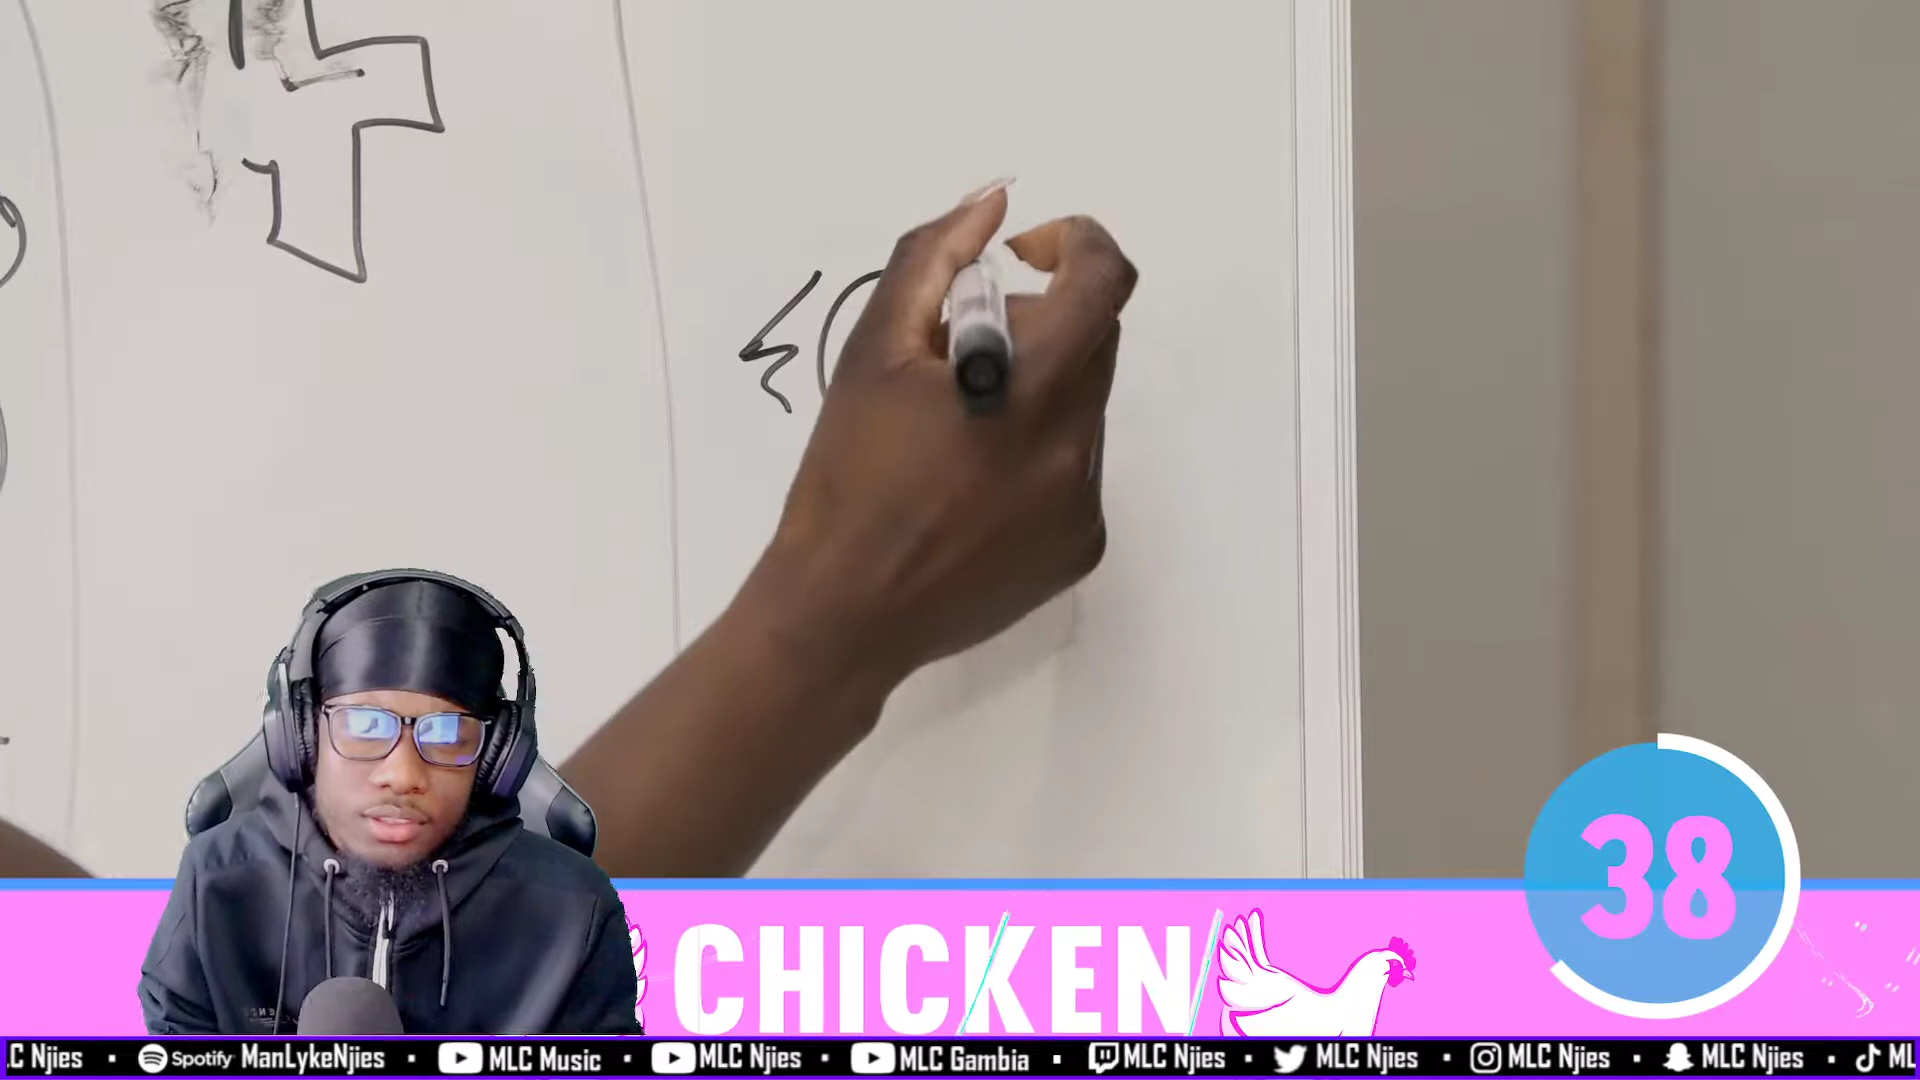 38
CHICKEN
.C Njies · Spotify ManLykeNjies · MLC Music · MLC Njies · MLC Gambia · MLC Njies · MLC Njies · MLC Njies · MLC Njies · ML